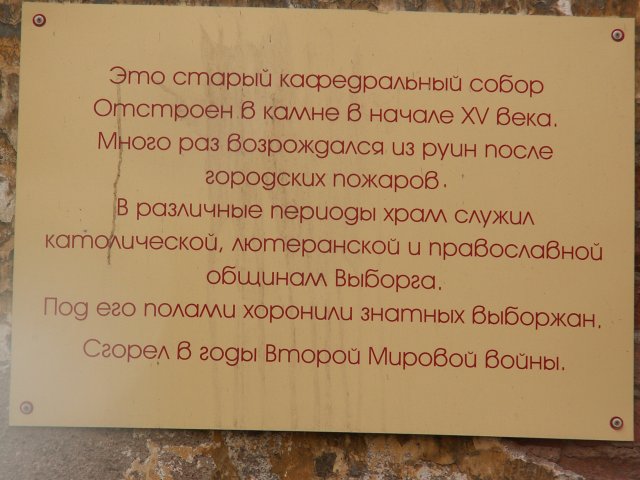 Это старый кафедральный собор
Отстроен в камне в начале XV века.
Много раз возрождался из руин после
городских пожаров.
В различные периоды храм служил
католической, лютеранской и православной
общинам Выборга.
Под его полами хоронили знатных выборжан.
Сгорел в годы Второй Мировой войны.